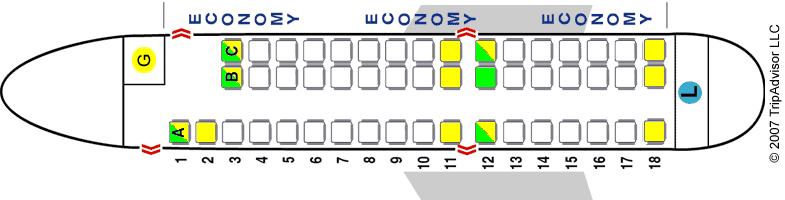 ECONOMY ECONOMY ECONOMY
G
C
B
A
L
1 2 3 4 5 6 7 8 9 10 11 12 13 14 15 16 17 18
© 2007 TripAdvisor LLC